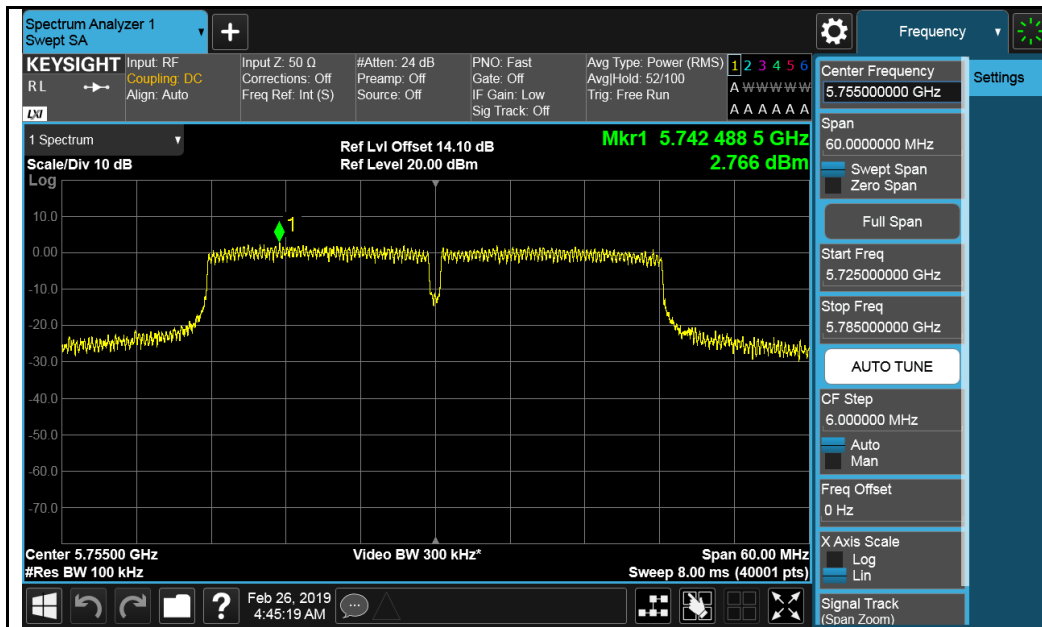 Spectrum Analyzer 1
Swept SA
+
Frequency
KEYSIGHT
RL
LXI
Input: RF
Coupling: DC
Align: Auto
Input Z: 50 Ω
Corrections: Off
Freq Ref: Int (S)
#Atten: 24 dB
Preamp: Off
Source: Off
PNO: Fast
Gate: Off
IF Gain: Low
Sig Track: Off
Avg Type: Power (RMS)
Avg|Hold: 52/100
Trig: Free Run
1 2 3 4 5 6
A W W W W W
A A A A A A
1 Spectrum
Scale/Div 10 dB
Log
Ref Lvl Offset 14.10 dB
Ref Level 20.00 dBm
Mkr1 5.742 488 5 GHz
2.766 dBm
1
10.0
0.00
-10.0
-20.0
-30.0
-40.0
-50.0
-60.0
-70.0
Center 5.75500 GHz
#Res BW 100 kHz
Video BW 300 kHz*
Span 60.00 MHz
Sweep 8.00 ms (40001 pts)
Center Frequency
5.755000000 GHz
Settings
Span
60.0000000 MHz
Swept Span
Zero Span
Full Span
Start Freq
5.725000000 GHz
Stop Freq
5.785000000 GHz
AUTO TUNE
CF Step
6.000000 MHz
Auto
Man
Freq Offset
0 Hz
X Axis Scale
Log
Lin
Signal Track
(Span Zoom)
?
Feb 26, 2019
4:45:19 AM